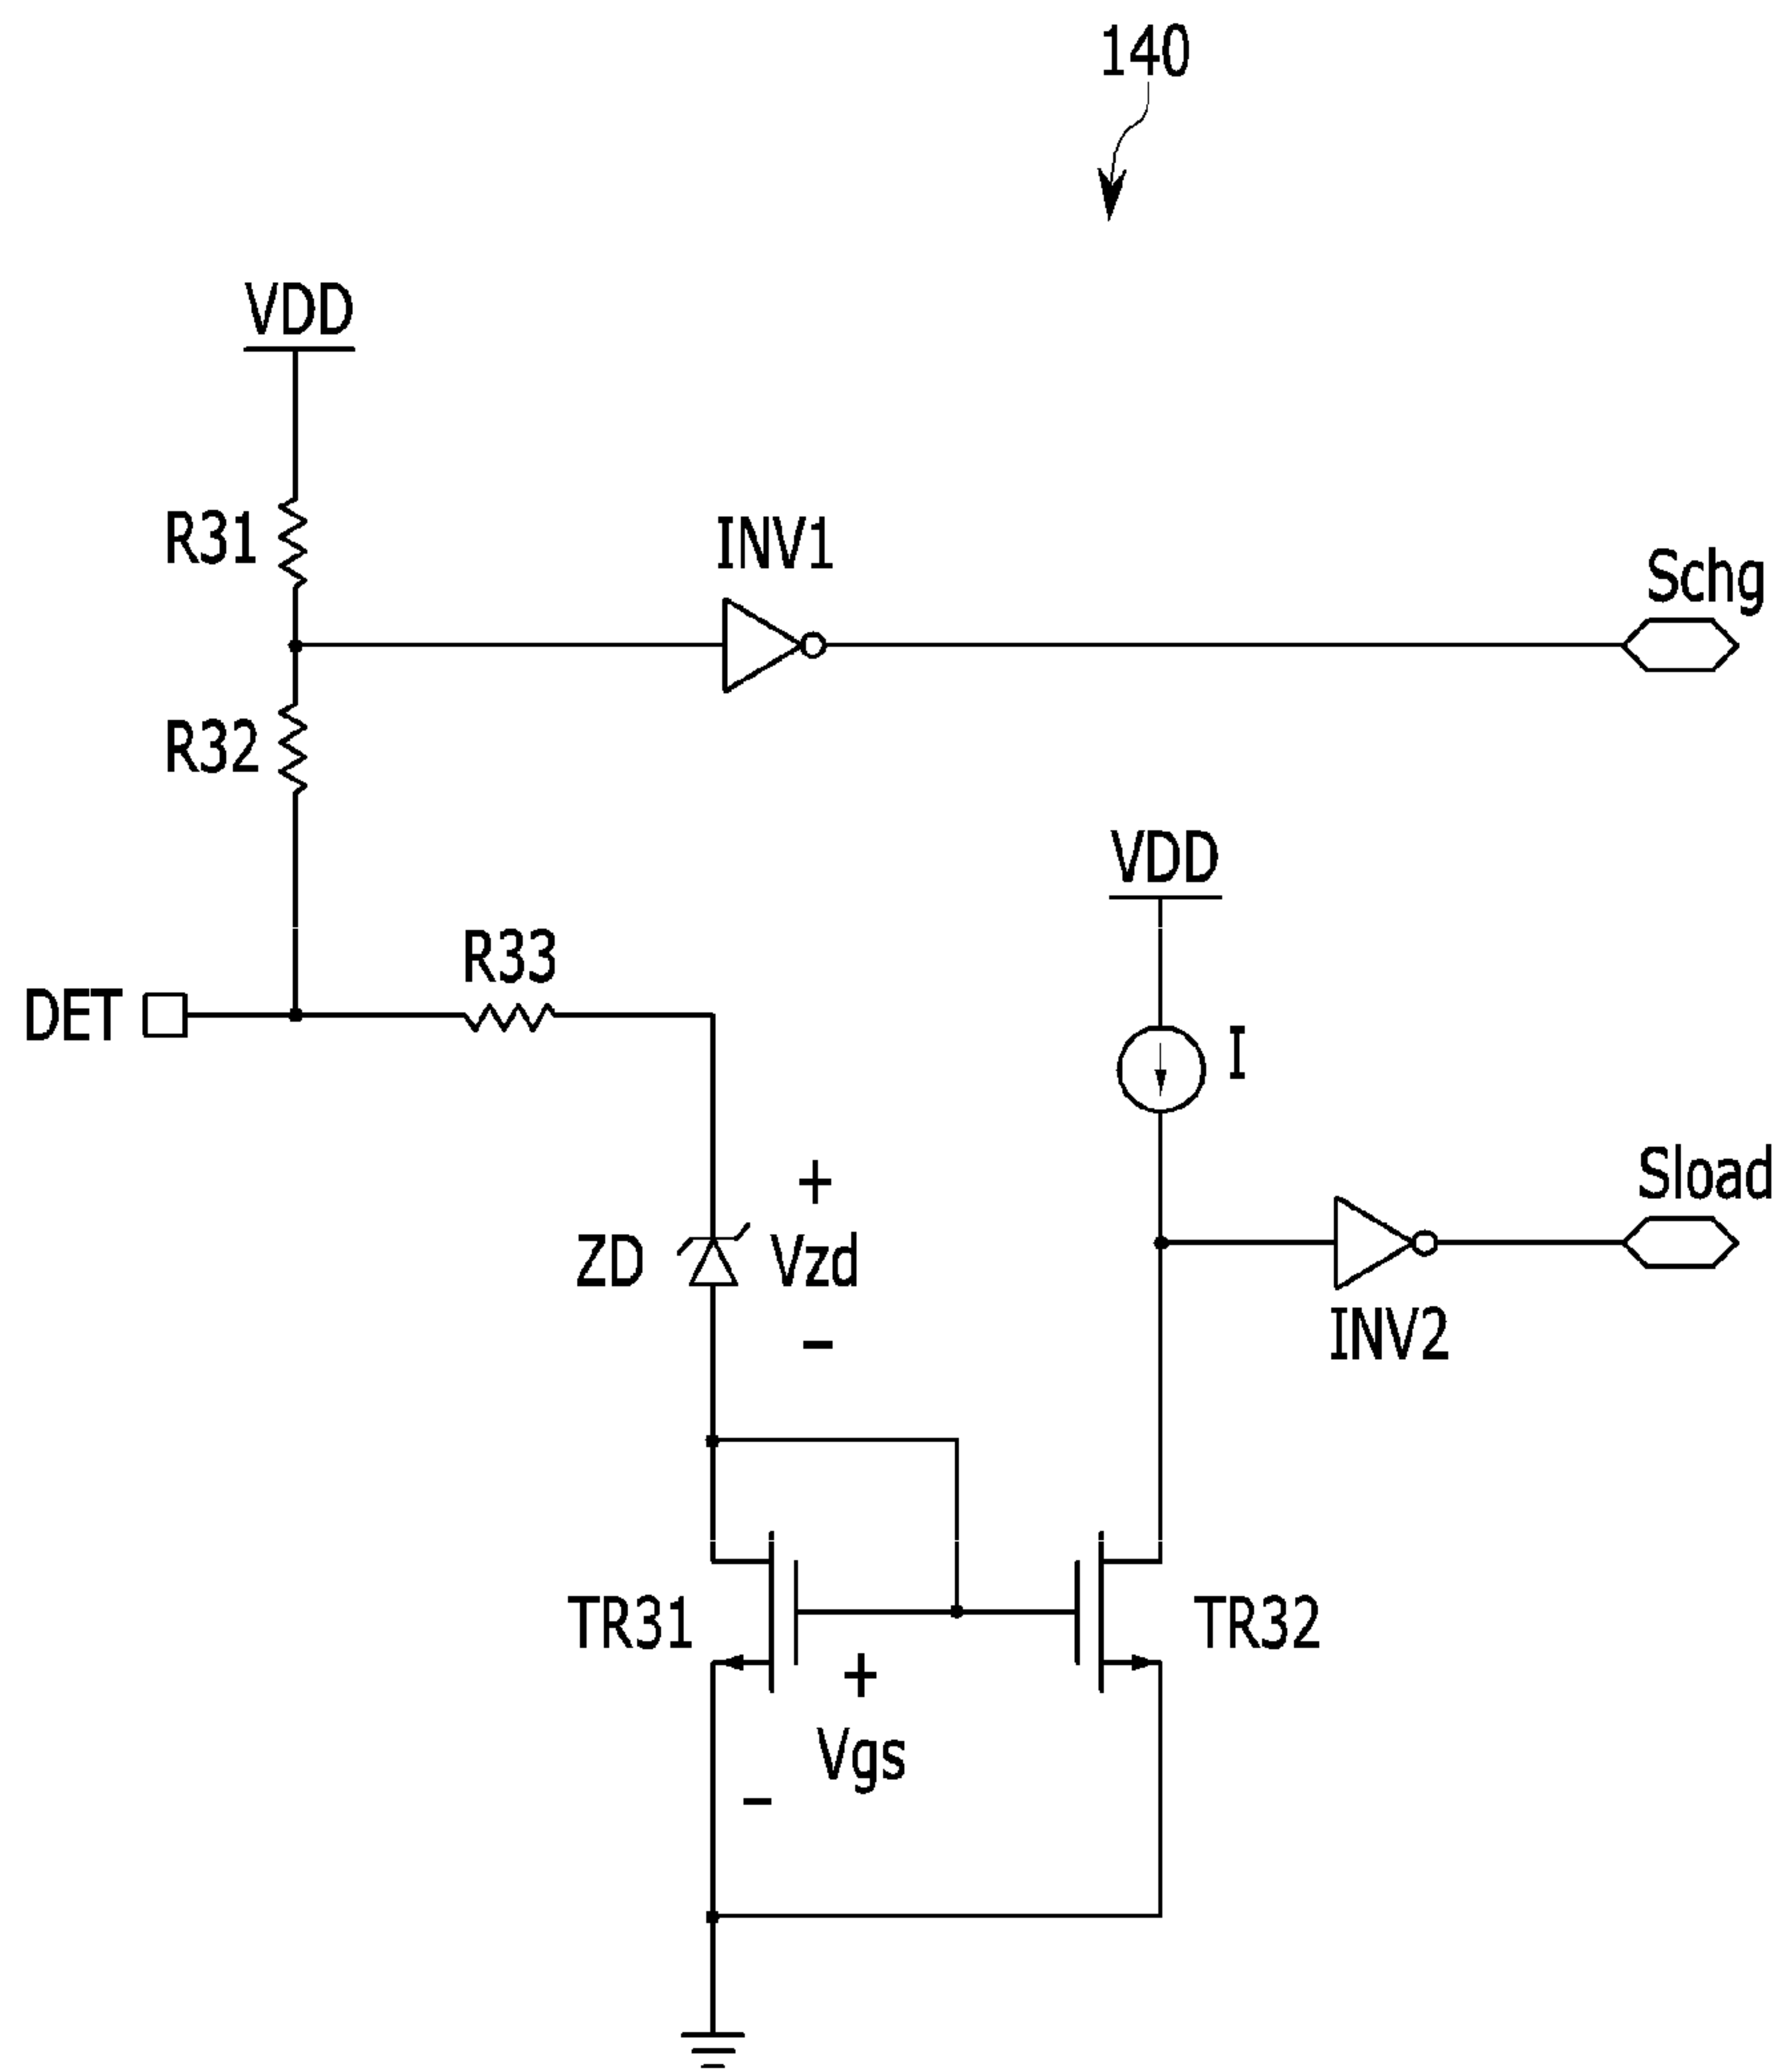 140
VDD
R31
INV1
Schg
R32
VDD
R33
DET
I
+
Sload
ZD
Vzd
INV2
-
TR31
TR32
+
Vgs
-